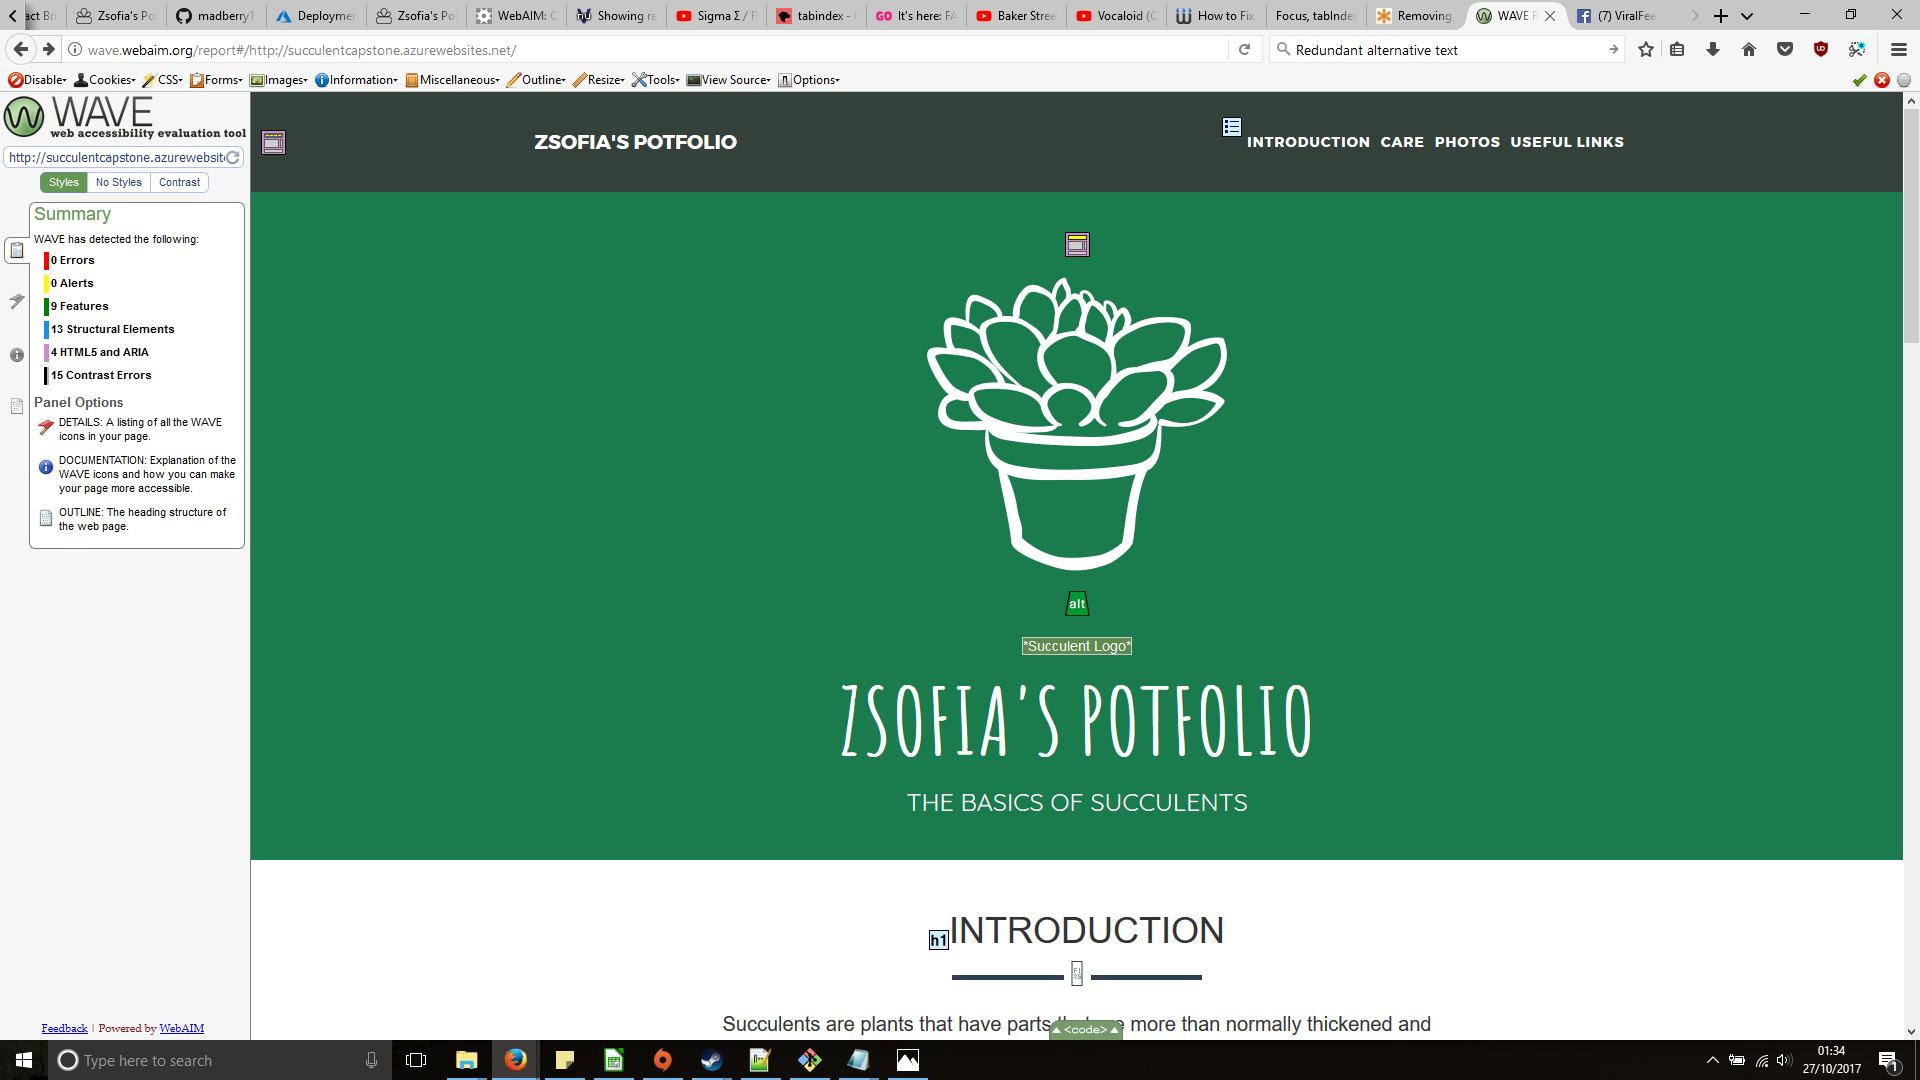 act Bri
Zsofia's Po
madberry1
Deploymer
Zsofia's Pot
WebAIM: C
Showing re
Sigma Σ / R
tabindex -
It's here: FA
Baker Stree
Vocaloid (C
How to Fix
Focus, tabInde
Removing
WAVE R
(7) ViralFee
wave.webaim.org/report#/http://succulentcapstone.azurewebsites.net/
Redundant alternative text
Disable
Cookies
CSS
Forms
Images
Information
Miscellaneous
Outline
Resize
Tools
View Source
Options
WAVE
web accessibility evaluation tool
http://succulentcapstone.azurewebsit
Styles
No Styles
Contrast
Summary
WAVE has detected the following:
0 Errors
0 Alerts
9 Features
13 Structural Elements
4 HTML5 and ARIA
15 Contrast Errors
Panel Options
DETAILS: A listing of all the WAVE
icons in your page.
DOCUMENTATION: Explanation of the
WAVE icons and how you can make
your page more accessible.
OUTLINE: The heading structure of
the web page.
Feedback | Powered by WebAIM
ZSOFIA'S POTFOLIO
INTRODUCTION CARE PHOTOS USEFUL LINKS
alt
*Succulent Logo*
ZSOFIA'S POTFOLIO
THE BASICS OF SUCCULENTS
h1 INTRODUCTION
Succulents are plants that have parts more than normally thickened and
<code>
Type here to search
01:34
27/10/2017
1